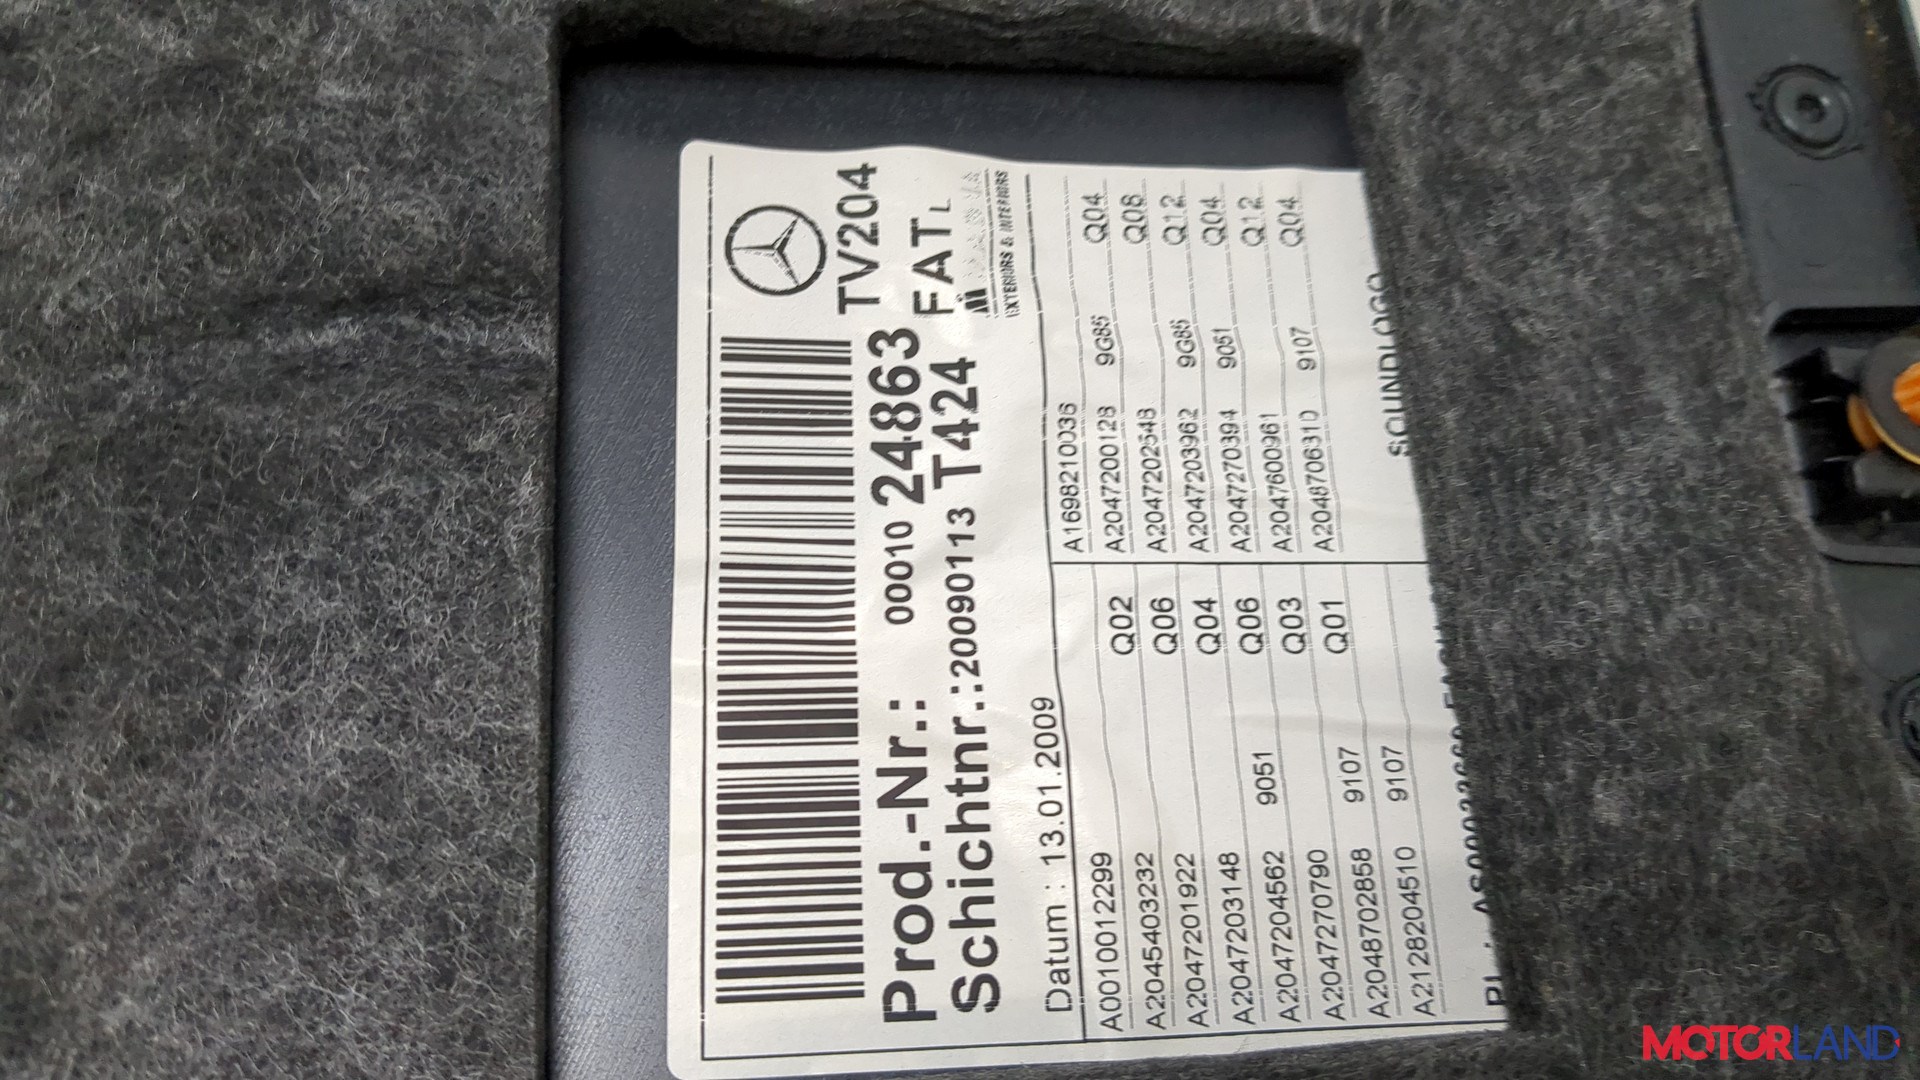 Prod.-Nr.: 00010 24863 TV204
Schichtnr.:20090113 T424 FATL
EXTERIORS & INTERIORS
Datum : 13.01.2009
A0010012299
A2045403232 Q02
A2047201922 Q06
A2047203148 Q04
A2047204562 9051 Q06
A2047270790 Q03
A2048702858 9107 Q01
A2128204510 9107
A1698210036
A2047200128 9G85 Q04
A2047202548 Q08
A2047203962 9G85 Q12
A2047270394 9051 Q04
A2047600961 Q12
A2048706310 9107 Q04
SOUNDLOGO
MOTORLAND